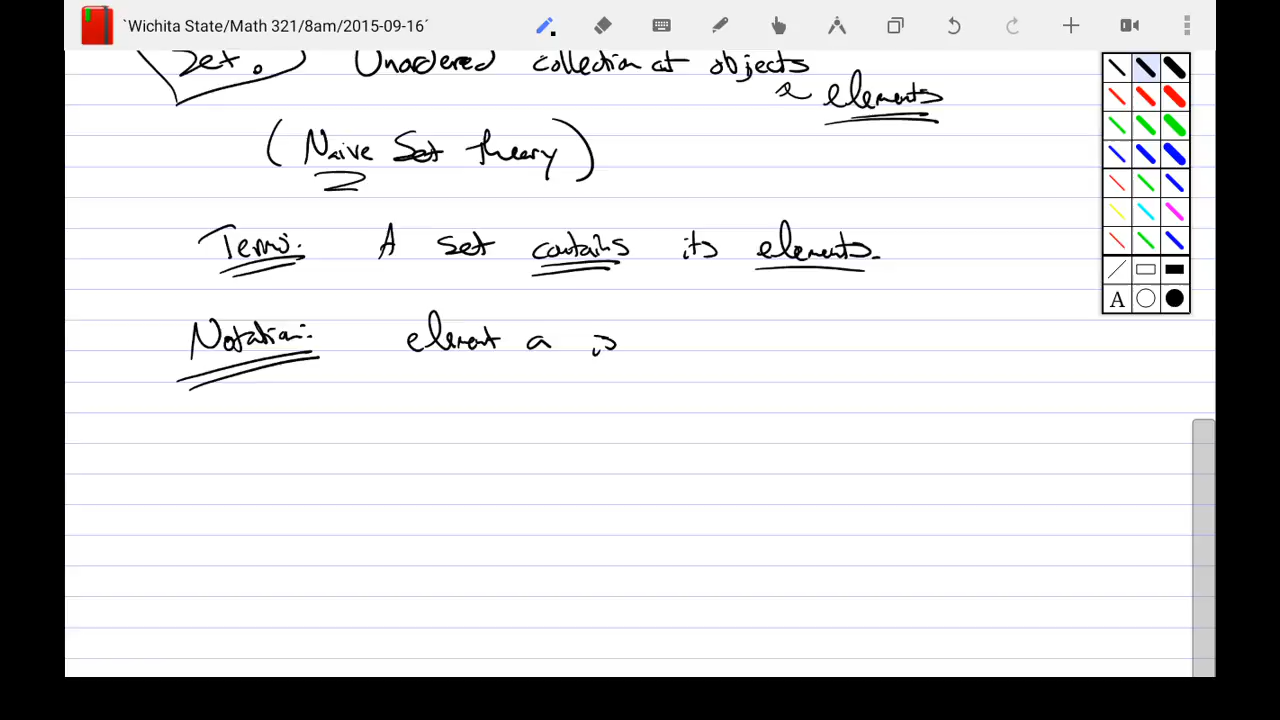 `Wichita State/Math 321/8am/2015-09-16´
Set. Unordered collection of objects
elements
(Naive Set Theory)
Terms: A set contains its elements.
Notation: element a is
A